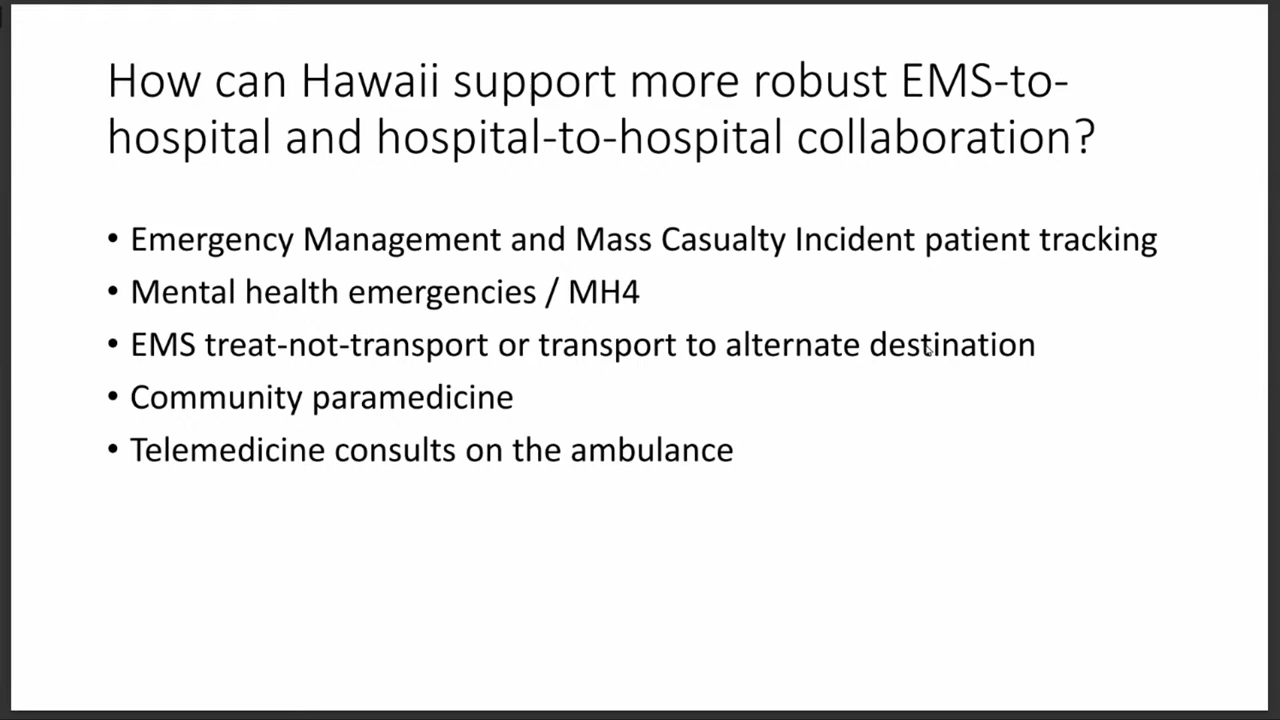 How can Hawaii support more robust EMS-to-
hospital and hospital-to-hospital collaboration?
• Emergency Management and Mass Casualty Incident patient tracking
• Mental health emergencies / MH4
• EMS treat-not-transport or transport to alternate destination
• Community paramedicine
• Telemedicine consults on the ambulance